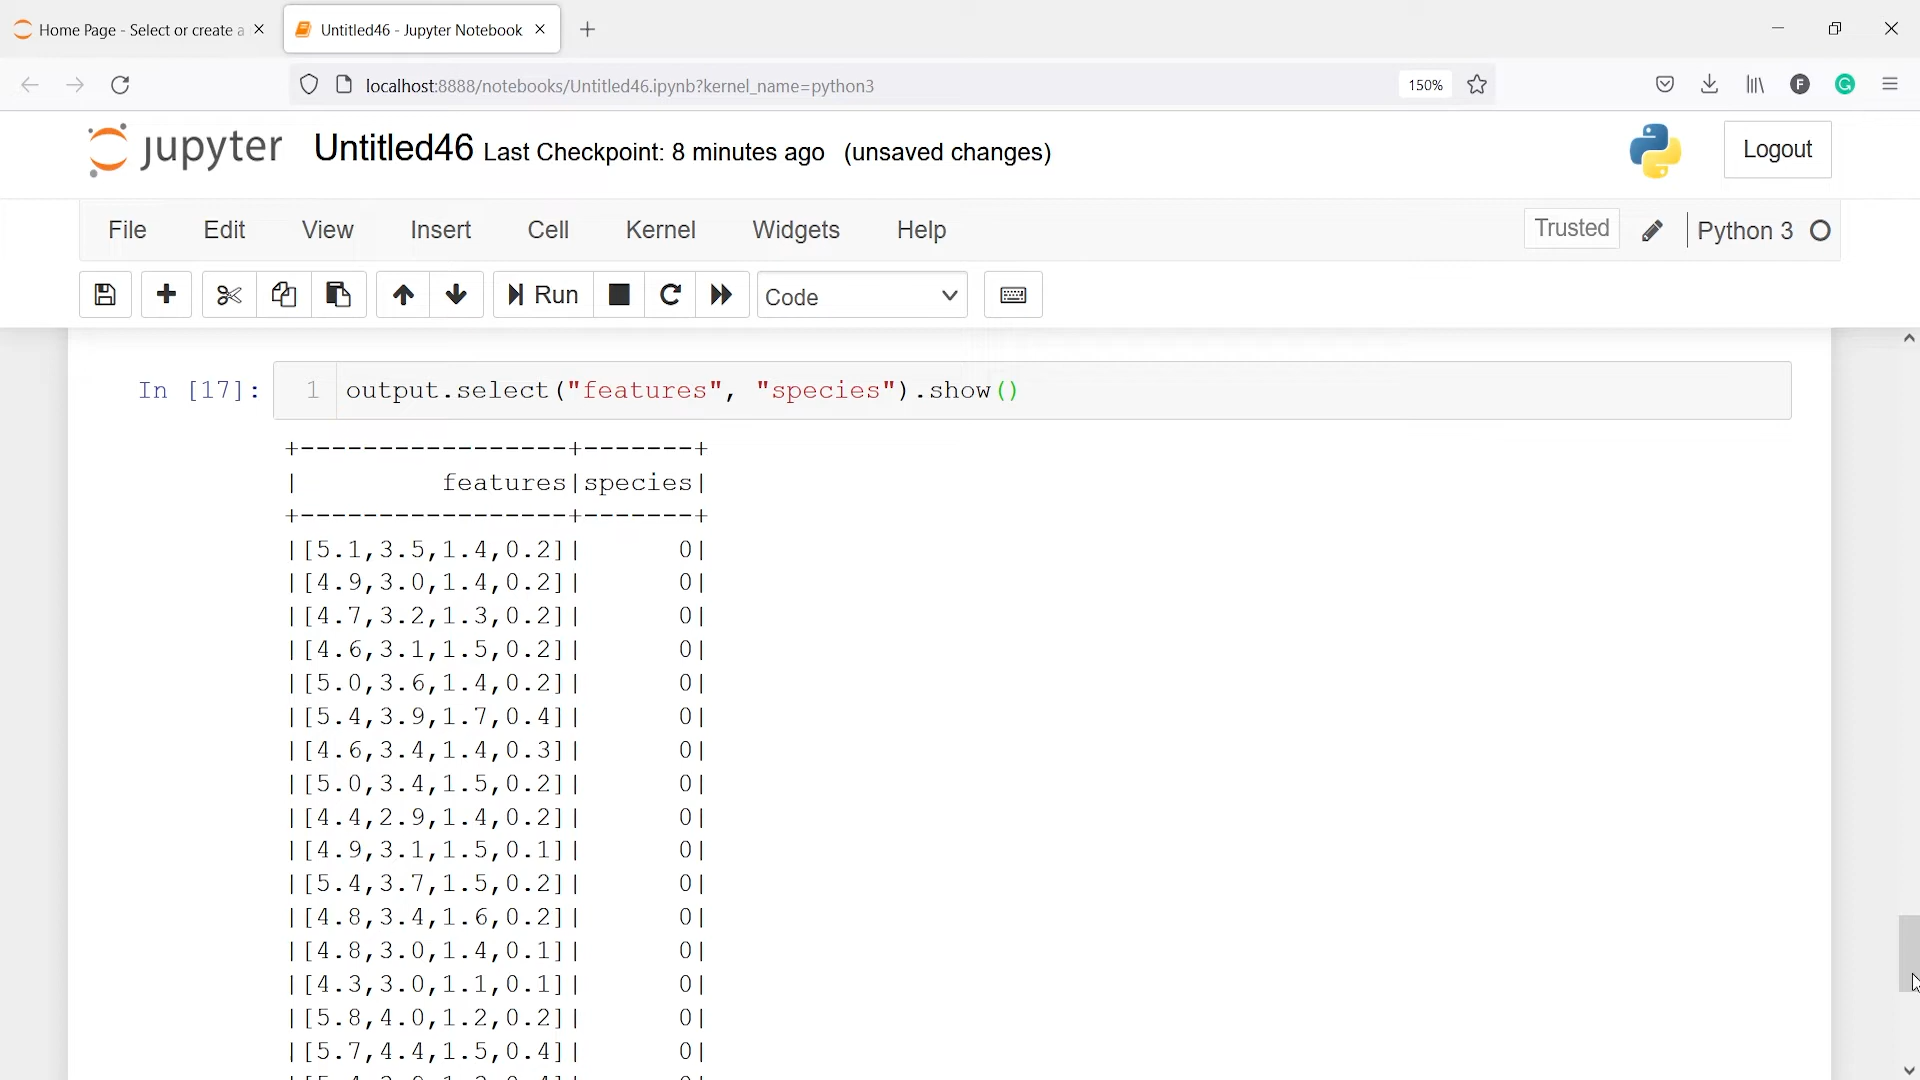 Home Page - Select or create a
Untitled46 - Jupyter Notebook
localhost:8888/notebooks/Untitled46.ipynb?kernel_name=python3
150%
F
G
jupyter Untitled46 Last Checkpoint: 8 minutes ago (unsaved changes)
Logout
File Edit View Insert Cell Kernel Widgets Help
Trusted
Python 3
Run
Code
In [17]:
1 output.select("features", "species").show()
+-----------------+-------+
|         features|species|
+-----------------+-------+
|[5.1,3.5,1.4,0.2]|      0|
|[4.9,3.0,1.4,0.2]|      0|
|[4.7,3.2,1.3,0.2]|      0|
|[4.6,3.1,1.5,0.2]|      0|
|[5.0,3.6,1.4,0.2]|      0|
|[5.4,3.9,1.7,0.4]|      0|
|[4.6,3.4,1.4,0.3]|      0|
|[5.0,3.4,1.5,0.2]|      0|
|[4.4,2.9,1.4,0.2]|      0|
|[4.9,3.1,1.5,0.1]|      0|
|[5.4,3.7,1.5,0.2]|      0|
|[4.8,3.4,1.6,0.2]|      0|
|[4.8,3.0,1.4,0.1]|      0|
|[4.3,3.0,1.1,0.1]|      0|
|[5.8,4.0,1.2,0.2]|      0|
|[5.7,4.4,1.5,0.4]|      0|